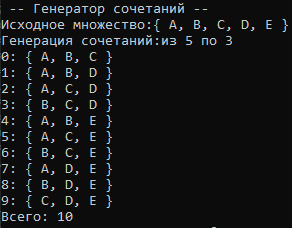 -- Генератор сочетаний --
Исходное множество:{ A, B, C, D, E }
Генерация сочетаний:из 5 по 3
0: { A, B, C }
1: { A, B, D }
2: { A, C, D }
3: { B, C, D }
4: { A, B, E }
5: { A, C, E }
6: { B, C, E }
7: { A, D, E }
8: { B, D, E }
9: { C, D, E }
Всего: 10